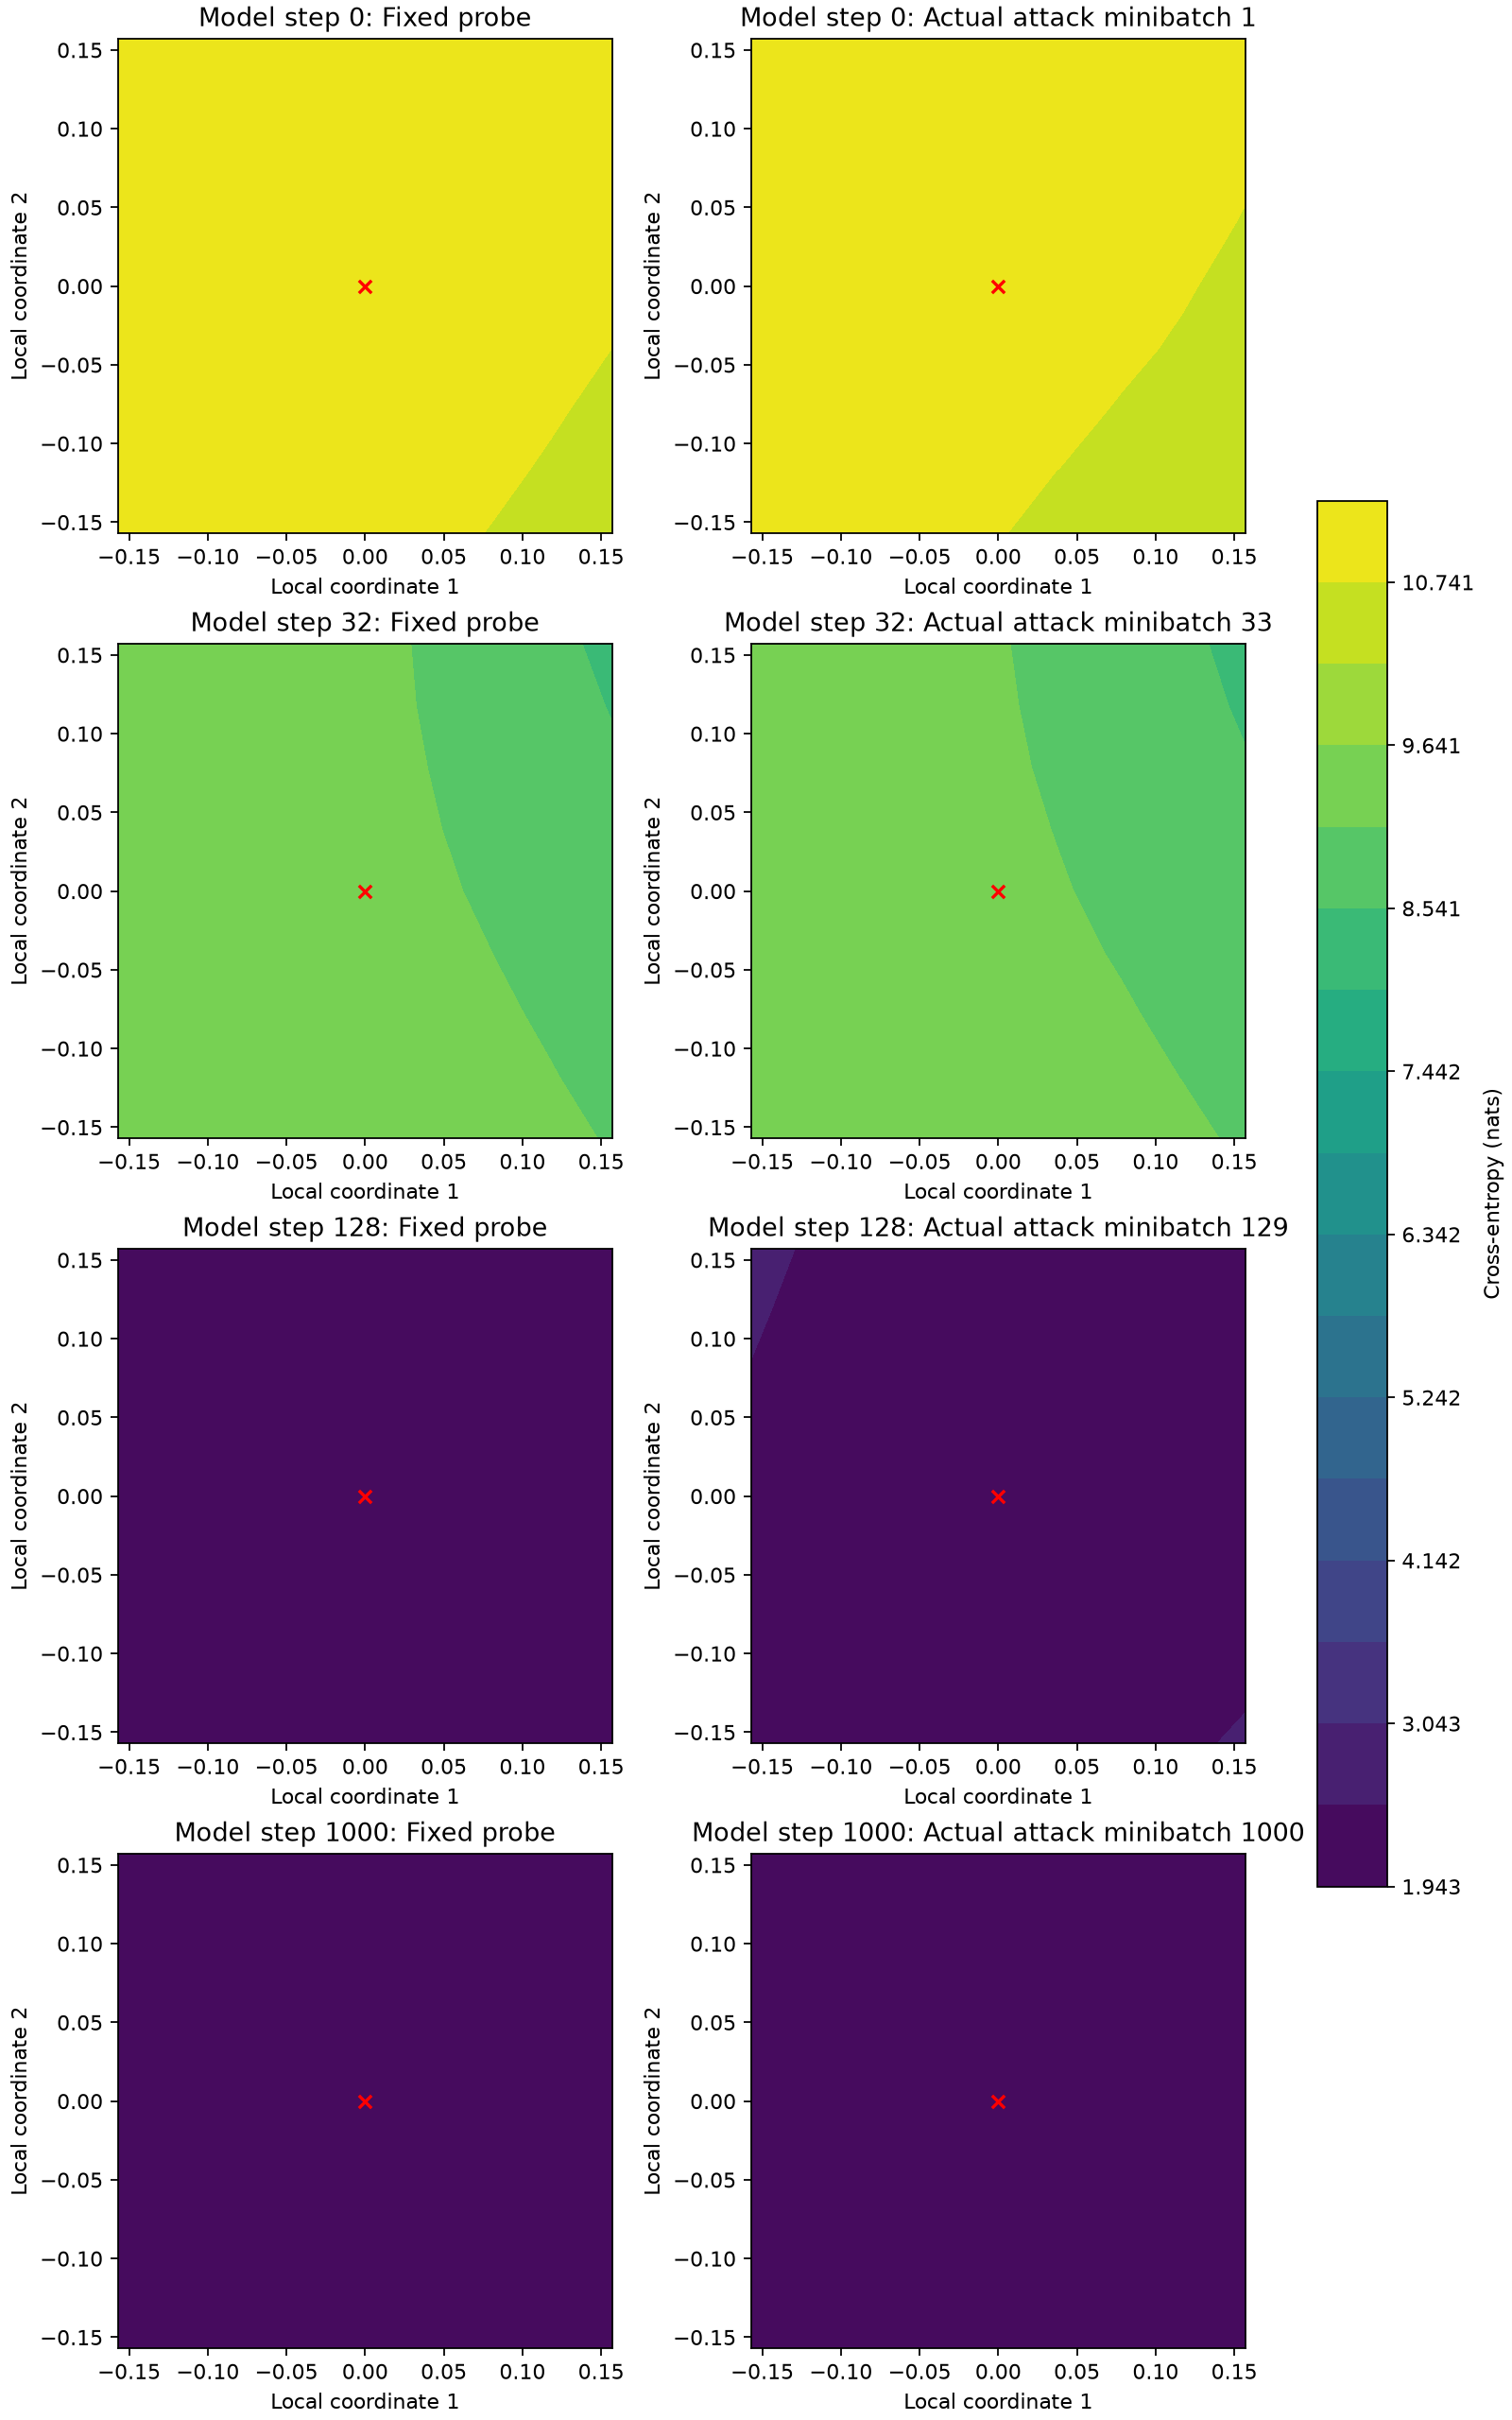 Model step 0: Fixed probe
0.15
0.10
0.05
0.00
−0.05
−0.10
−0.15
Local coordinate 2
−0.15 −0.10 −0.05 0.00 0.05 0.10 0.15
Local coordinate 1
Model step 0: Actual attack minibatch 1
0.15
0.10
0.05
0.00
−0.05
−0.10
−0.15
Local coordinate 2
−0.15 −0.10 −0.05 0.00 0.05 0.10 0.15
Local coordinate 1
Model step 32: Fixed probe
0.15
0.10
0.05
0.00
−0.05
−0.10
−0.15
Local coordinate 2
−0.15 −0.10 −0.05 0.00 0.05 0.10 0.15
Local coordinate 1
Model step 32: Actual attack minibatch 33
0.15
0.10
0.05
0.00
−0.05
−0.10
−0.15
Local coordinate 2
−0.15 −0.10 −0.05 0.00 0.05 0.10 0.15
Local coordinate 1
Model step 128: Fixed probe
0.15
0.10
0.05
0.00
−0.05
−0.10
−0.15
Local coordinate 2
−0.15 −0.10 −0.05 0.00 0.05 0.10 0.15
Local coordinate 1
Model step 128: Actual attack minibatch 129
0.15
0.10
0.05
0.00
−0.05
−0.10
−0.15
Local coordinate 2
−0.15 −0.10 −0.05 0.00 0.05 0.10 0.15
Local coordinate 1
Model step 1000: Fixed probe
0.15
0.10
0.05
0.00
−0.05
−0.10
−0.15
Local coordinate 2
−0.15 −0.10 −0.05 0.00 0.05 0.10 0.15
Local coordinate 1
Model step 1000: Actual attack minibatch 1000
0.15
0.10
0.05
0.00
−0.05
−0.10
−0.15
Local coordinate 2
−0.15 −0.10 −0.05 0.00 0.05 0.10 0.15
Local coordinate 1
10.741
9.641
8.541
7.442
6.342
5.242
4.142
3.043
1.943
Cross-entropy (nats)